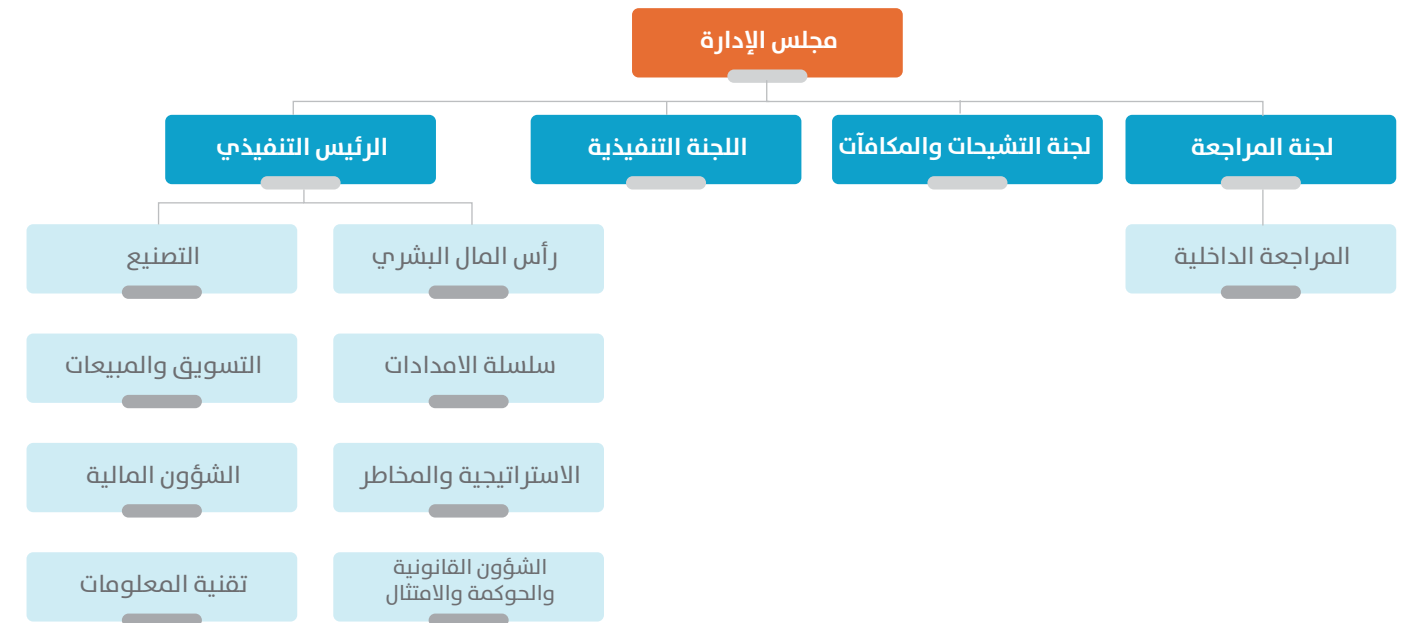 مجلس الإدارة
لجنة المراجعة
لجنة التشيحات والمكافآت
اللجنة التنفيذية
الرئيس التنفيذي
المراجعة الداخلية
رأس المال البشري
التصنيع
سلسلة الامدادات
التسويق والمبيعات
الاستراتيجية والمخاطر
الشؤون المالية
الشؤون القانونية
والحوكمة والامتثال
تقنية المعلومات